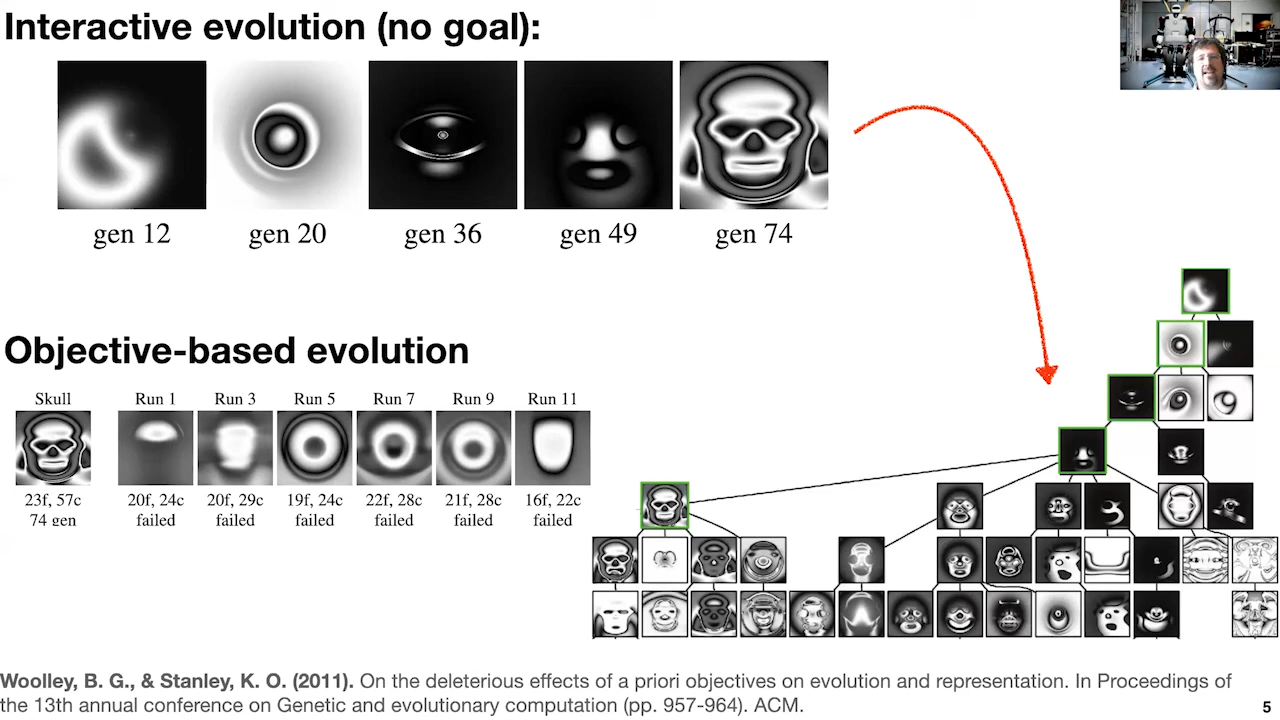 Interactive evolution (no goal):
gen 12 gen 20 gen 36 gen 49 gen 74
Objective-based evolution
Skull Run 1 Run 3 Run 5 Run 7 Run 9 Run 11
23f, 57c 20f, 24c 20f, 29c 19f, 24c 22f, 28c 21f, 28c 16f, 22c
74 gen failed failed failed failed failed failed
Woolley, B. G., & Stanley, K. O. (2011). On the deleterious effects of a priori objectives on evolution and representation. In Proceedings of
the 13th annual conference on Genetic and evolutionary computation (pp. 957-964). ACM.
5